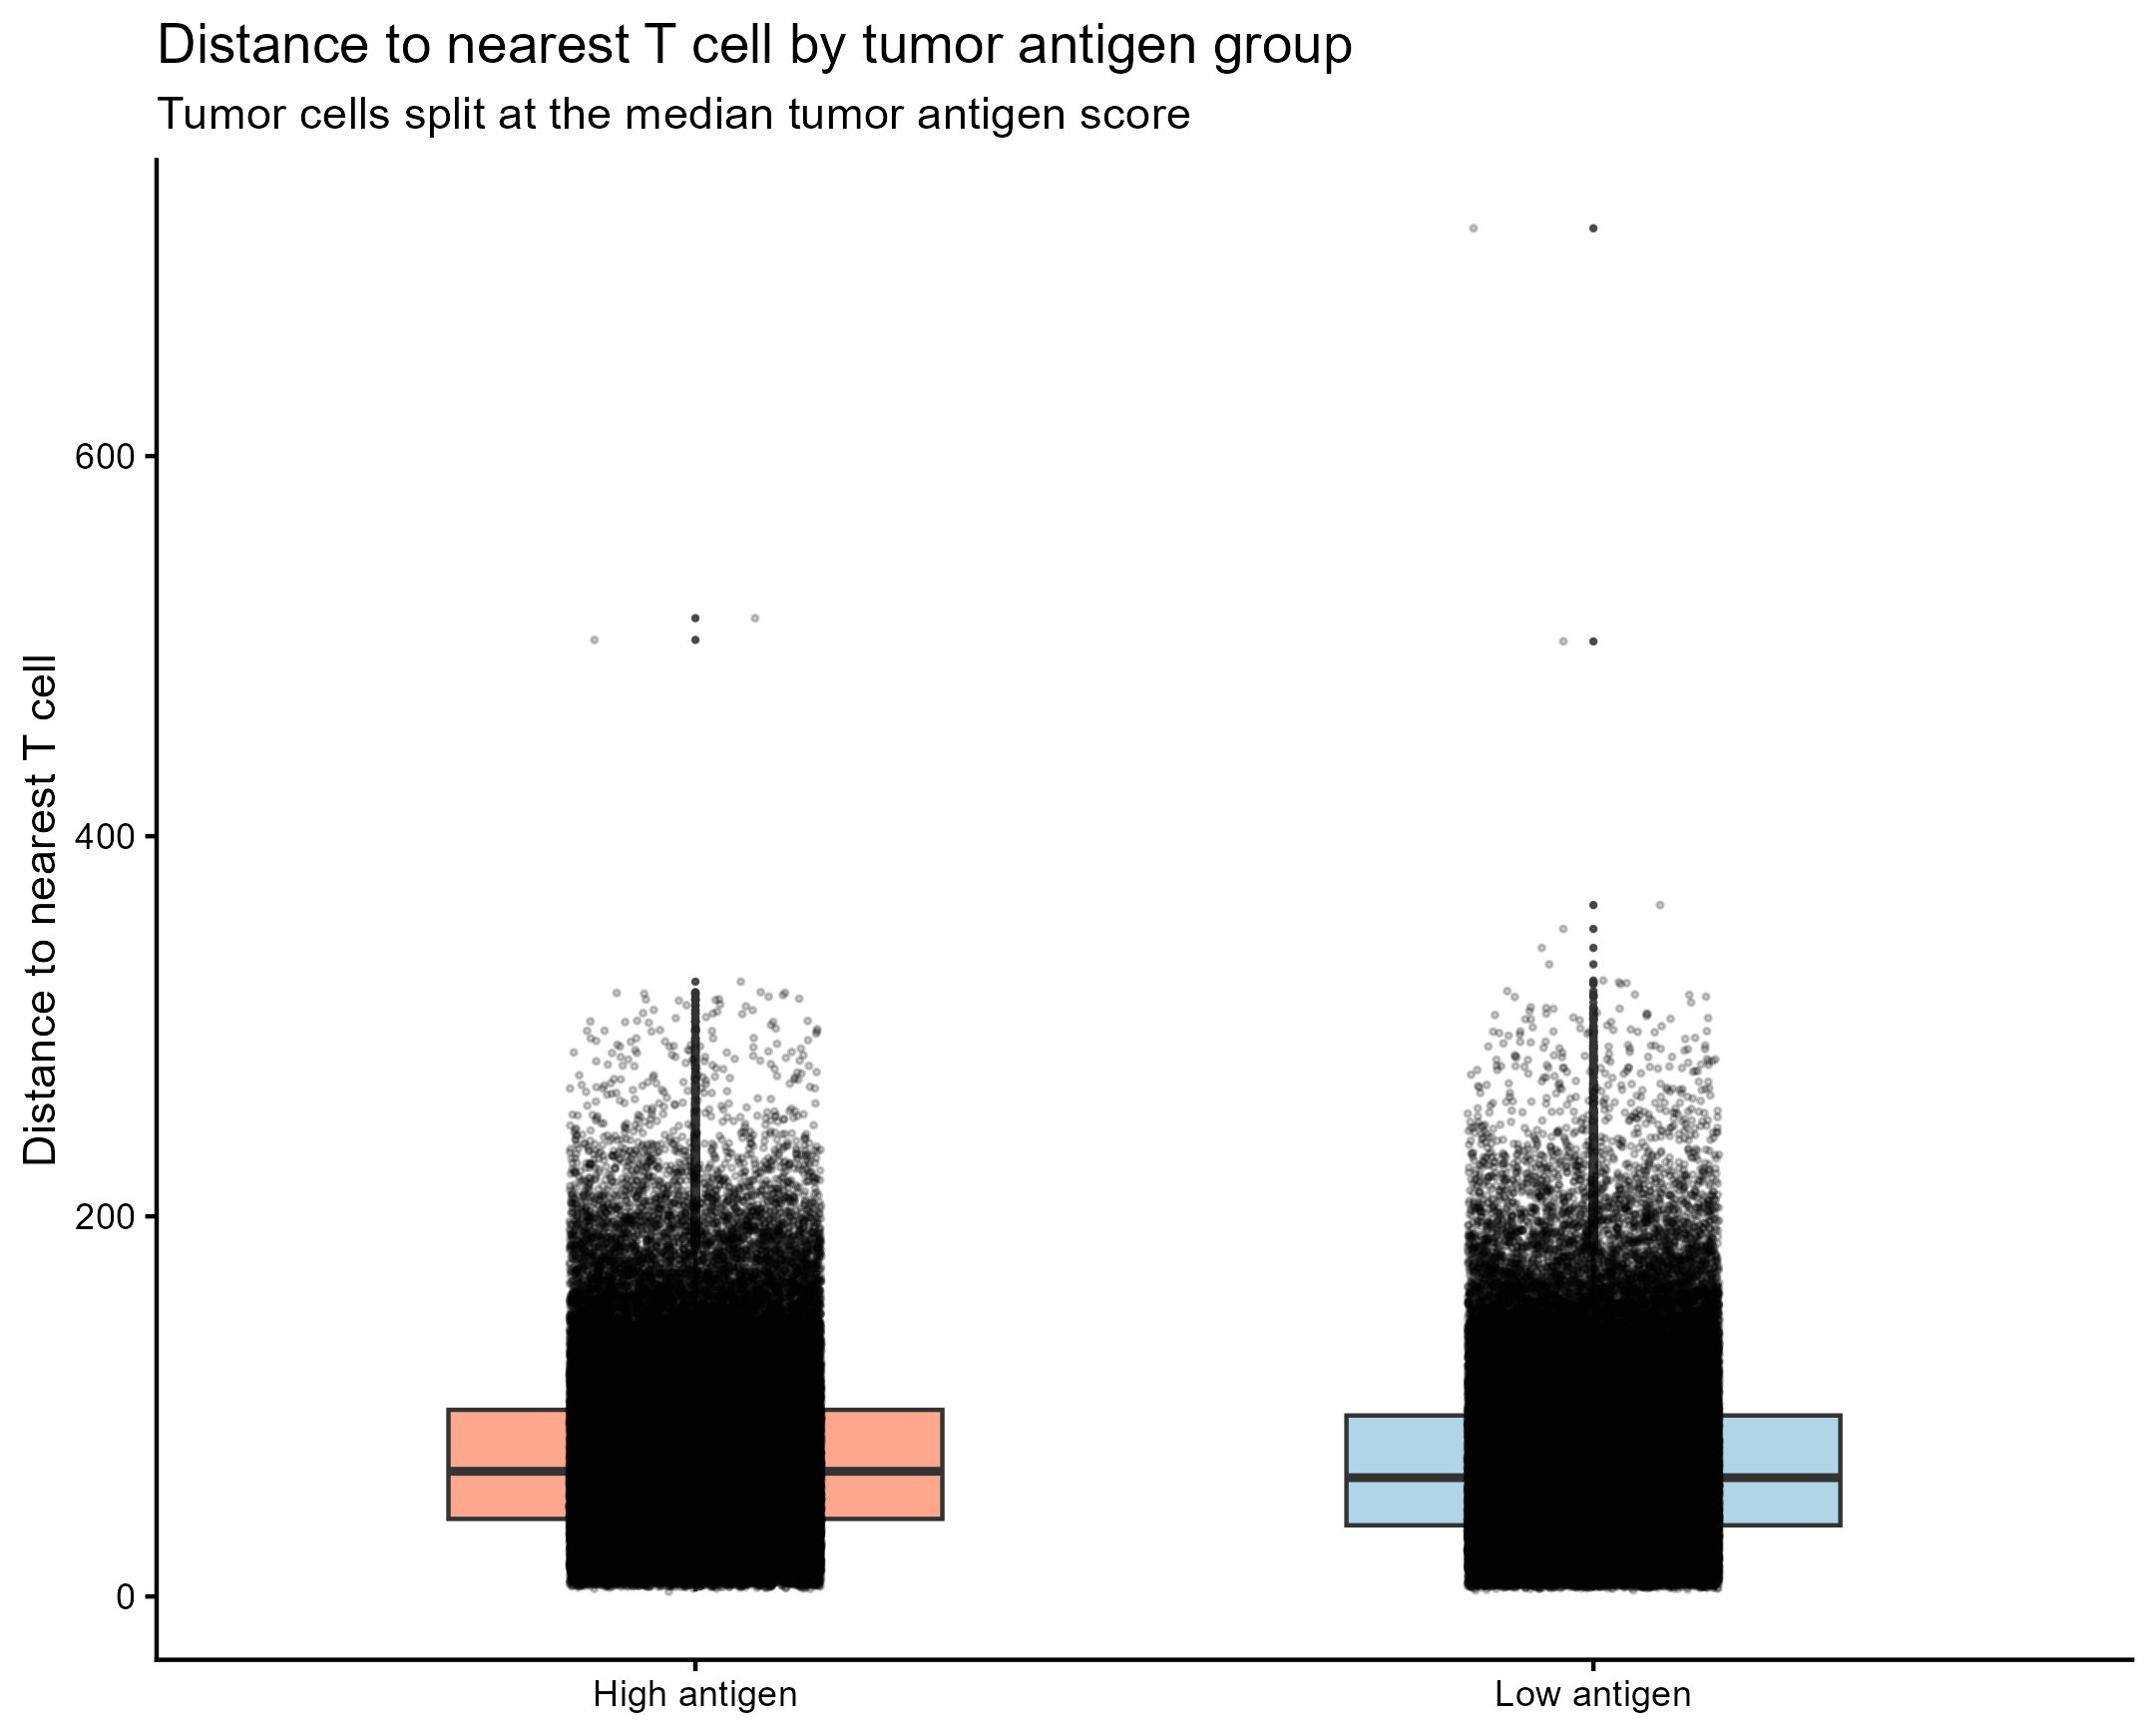 Distance to nearest T cell by tumor antigen group
Tumor cells split at the median tumor antigen score
Distance to nearest T cell
600
400
200
0
High antigen
Low antigen